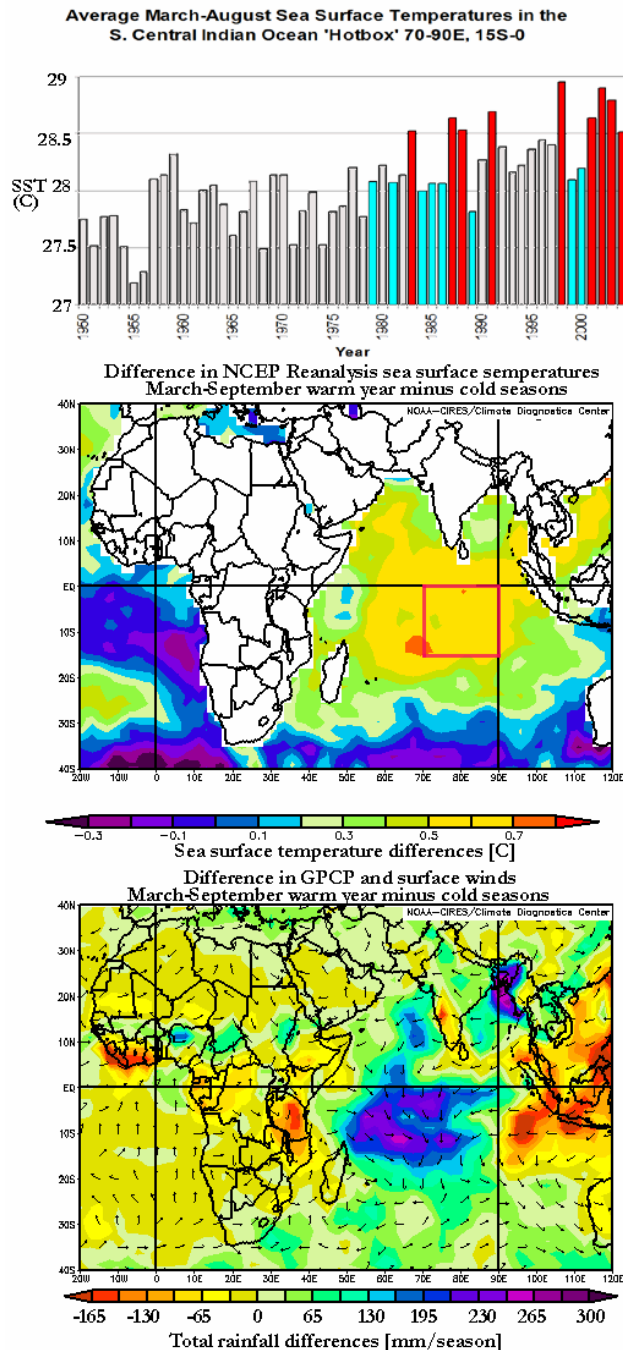 Average March-August Sea Surface Temperatures in the
S. Central Indian Ocean 'Hotbox' 70-90E, 15S-0
29
28.5
SST 28
(C)
27.5
27
1950 1955 1960 1965 1970 1975 1980 1985 1990 1995 2000
Year
Difference in NCEP Reanalysis sea surface semperatures
March-September warm year minus cold seasons
NOAA-CIRES/Climate Diagnostics Center
40N
30N
20N
10N
EQ
10S
20S
30S
40S
20W 10W 0 10E 20E 30E 40E 50E 60E 70E 80E 90E 100E 110E 120E
-0.3 -0.1 0.1 0.3 0.5 0.7
Sea surface temperature differences [C]
Difference in GPCP and surface winds
March-September warm year minus cold seasons
NOAA-CIRES/Climate Diagnostics Center
40N
30N
20N
10N
EQ
10S
20S
30S
40S
20W 10W 0 10E 20E 30E 40E 50E 60E 70E 80E 90E 100E 110E 120E
-165 -130 -65 0 65 130 195 230 265 300
Total rainfall differences [mm/season]